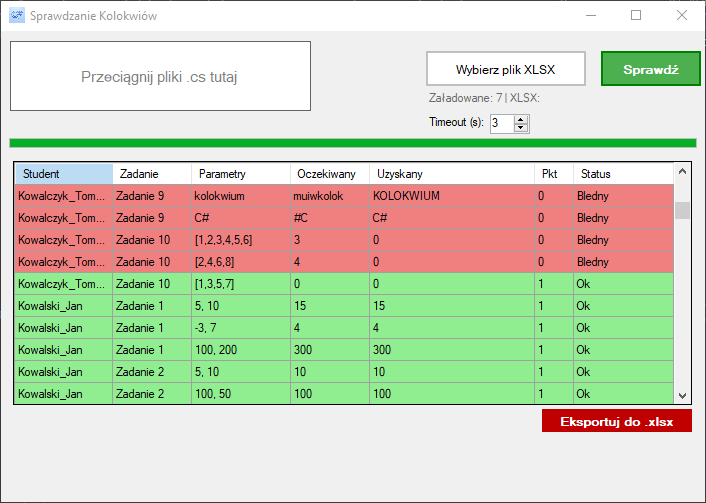 Sprawdzanie Kolokwiów
Przeciągnij pliki .cs tutaj
Wybierz plik XLSX
Sprawdź
Załadowane: 7 | XLSX:
Timeout (s): 3
Student Zadanie Parametry Oczekiwany Uzyskany Pkt Status
Kowalczyk_Tom... Zadanie 9 kolokwium muiwkolok KOLOKWIUM 0 Bledny
Kowalczyk_Tom... Zadanie 9 C# #C C# 0 Bledny
Kowalczyk_Tom... Zadanie 10 [1,2,3,4,5,6] 3 0 0 Bledny
Kowalczyk_Tom... Zadanie 10 [2,4,6,8] 4 0 0 Bledny
Kowalczyk_Tom... Zadanie 10 [1,3,5,7] 0 0 1 Ok
Kowalski_Jan Zadanie 1 5, 10 15 15 1 Ok
Kowalski_Jan Zadanie 1 -3, 7 4 4 1 Ok
Kowalski_Jan Zadanie 1 100, 200 300 300 1 Ok
Kowalski_Jan Zadanie 2 5, 10 10 10 1 Ok
Kowalski_Jan Zadanie 2 100, 50 100 100 1 Ok
Eksportuj do .xlsx